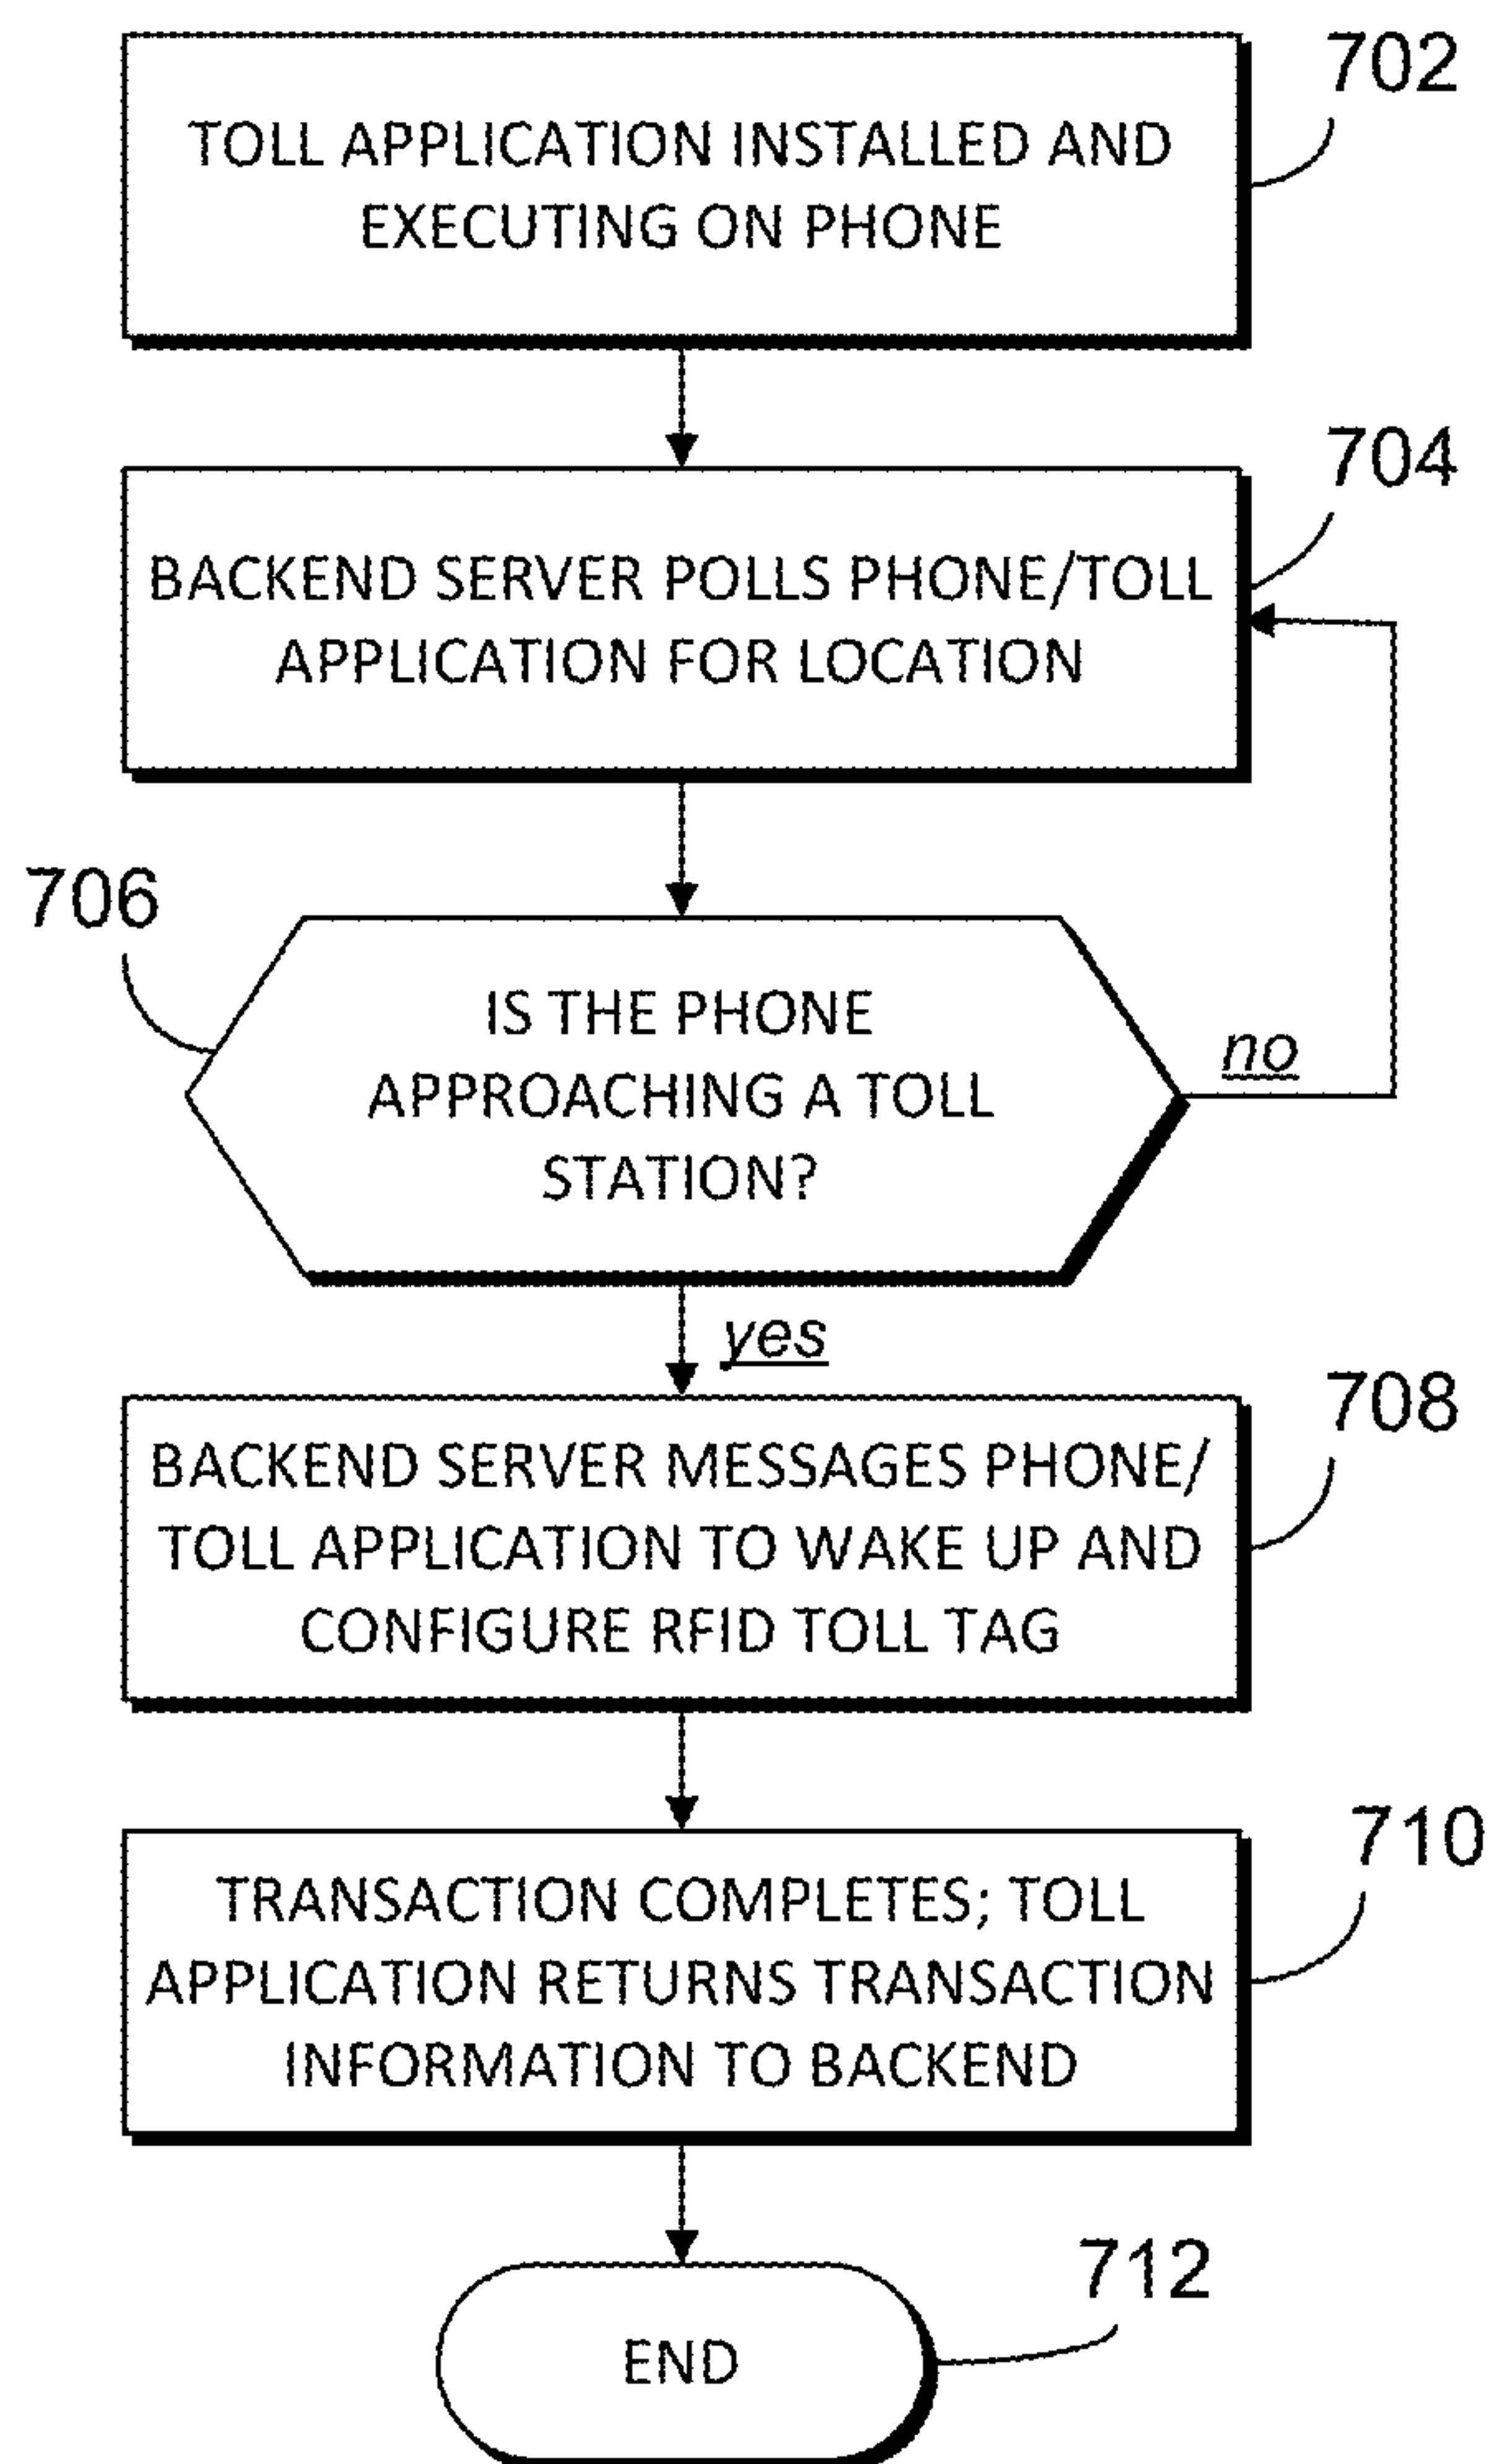 702
TOLL APPLICATION INSTALLED AND
EXECUTING ON PHONE
704
BACKEND SERVER POLLS PHONE/TOLL
APPLICATION FOR LOCATION
706
IS THE PHONE
APPROACHING A TOLL
STATION?
no
yes
708
BACKEND SERVER MESSAGES PHONE/
TOLL APPLICATION TO WAKE UP AND
CONFIGURE RFID TOLL TAG
710
TRANSACTION COMPLETES; TOLL
APPLICATION RETURNS TRANSACTION
INFORMATION TO BACKEND
712
END